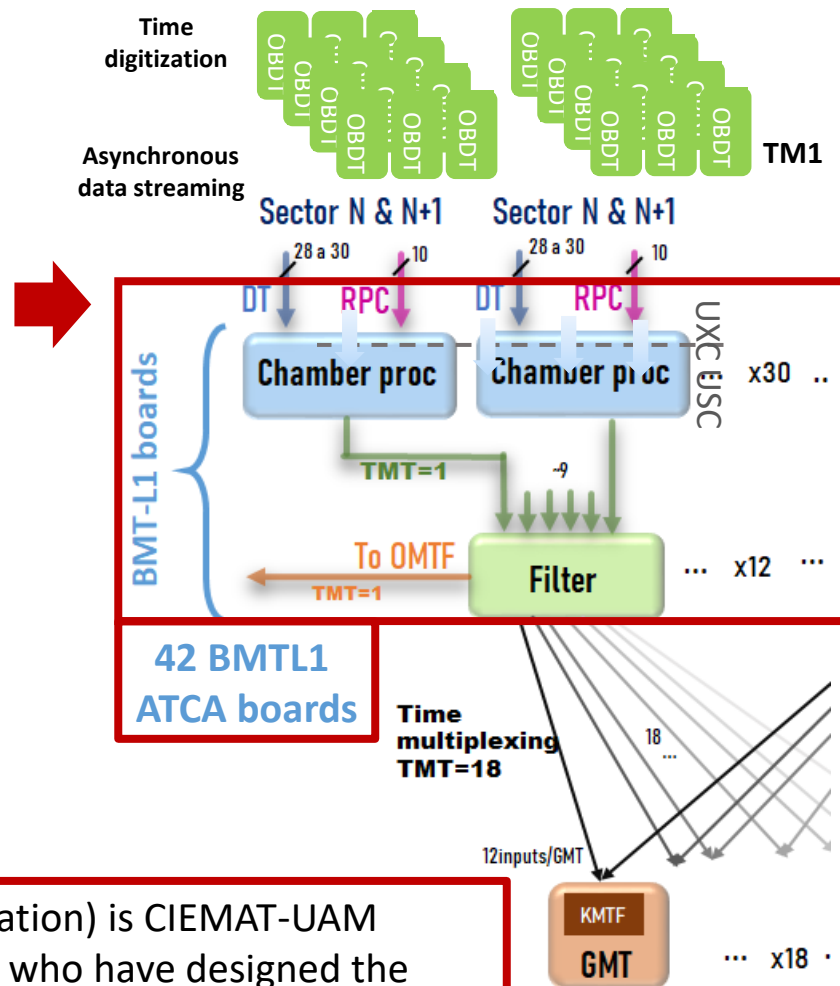 Time
digitization
OBDT
OBDT
OBDT
OBDT
OBDT
OBDT
OBDT
OBDT
OBDT
OBDT
OBDT
OBDT
TM1
Asynchronous
data streaming
Sector N & N+1
Sector N & N+1
28 a 30
10
28 a 30
10
DT
RPC
DT
RPC
UXC
USC
BMT-L1 boards
Chamber proc
Chamber proc
... x30 ..
TMT=1
~9
To OMTF
TMT=1
Filter
... x12 ...
42 BMTL1
ATCA boards
Time
multiplexing
TMT=18
18
...
12inputs/GMT
KMTF
GMT
... x18
ation) is CIEMAT-UAM
who have designed the